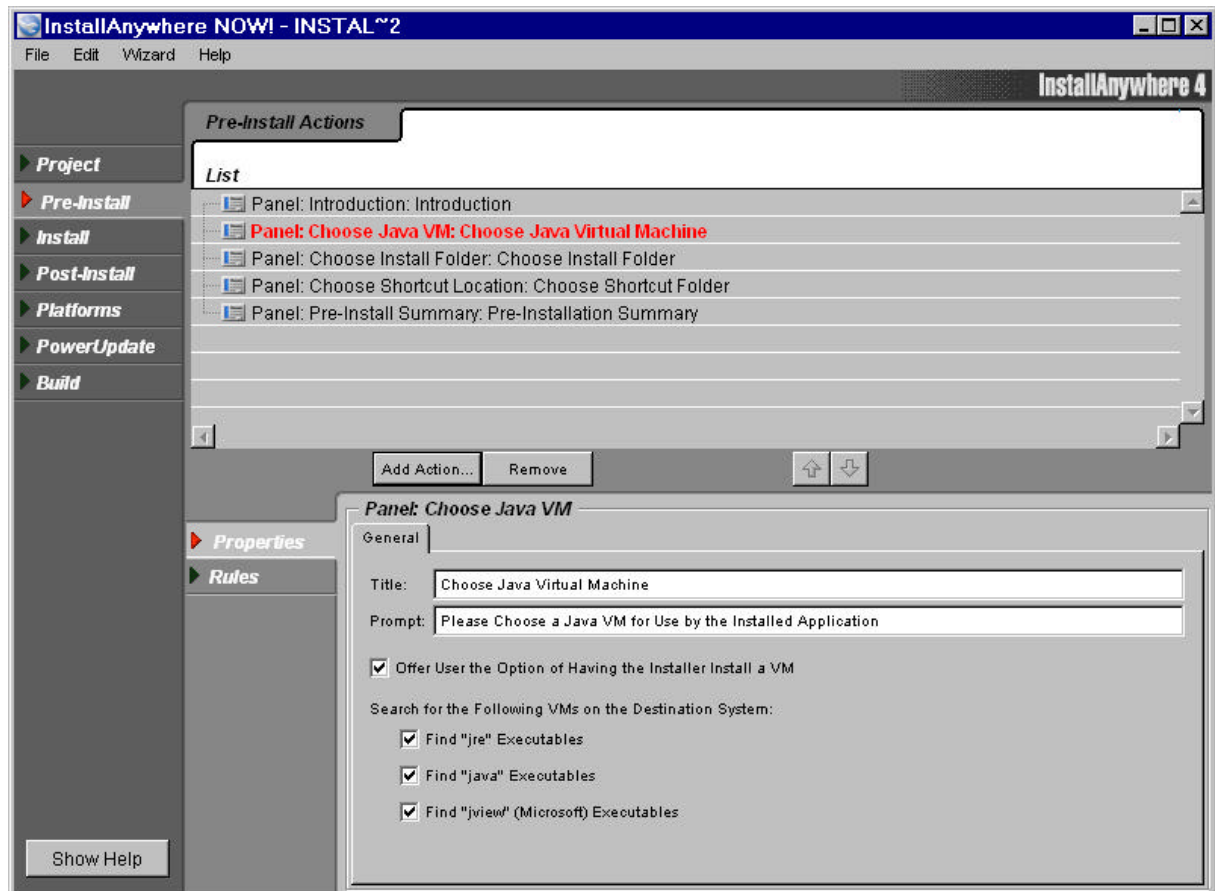 InstallAnywhere NOW! - INSTAL~2
File Edit Wizard Help
InstallAnywhere 4
Pre-Install Actions
Project
List
Pre-Install
Panel: Introduction: Introduction
Install
Panel: Choose Java VM: Choose Java Virtual Machine
Panel: Choose Install Folder: Choose Install Folder
Post-Install
Panel: Choose Shortcut Location: Choose Shortcut Folder
Platforms
Panel: Pre-Install Summary: Pre-Installation Summary
PowerUpdate
Build
Add Action... Remove
Panel: Choose Java VM
Properties
General
Rules
Title: Choose Java Virtual Machine
Prompt: Please Choose a Java VM for Use by the Installed Application
Offer User the Option of Having the Installer Install a VM
Search for the Following VMs on the Destination System:
Find "jre" Executables
Find "java" Executables
Find "jview" (Microsoft) Executables
Show Help